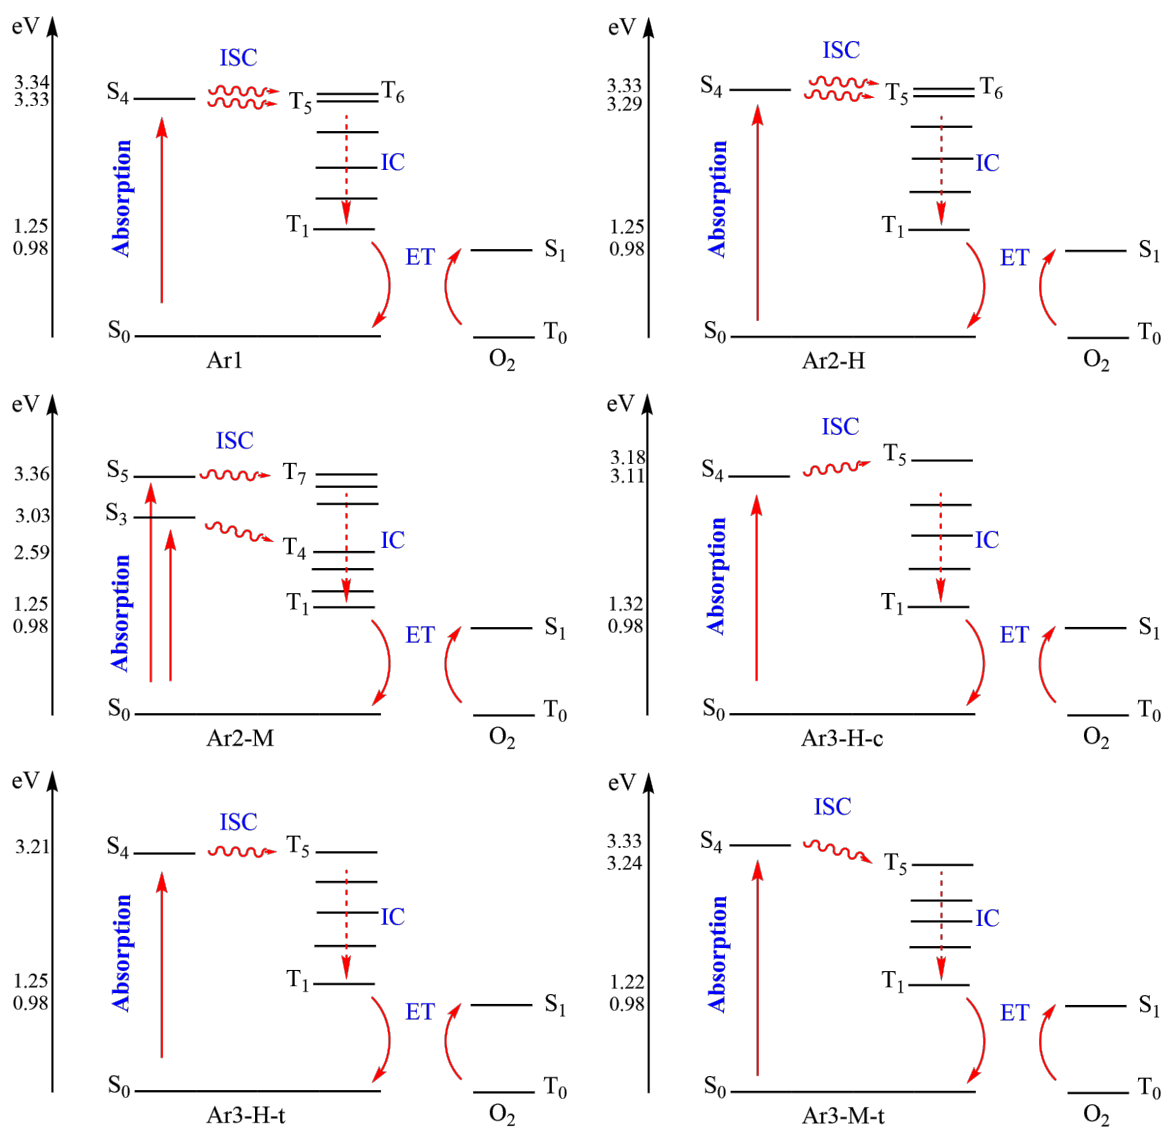 eV
ISC
3.34
3.33
S4
T5
T6
Absorption
IC
1.25
0.98
T1
ET
S1
S0
T0
Ar1
O2
eV
ISC
3.33
3.29
S4
T5
T6
Absorption
IC
1.25
0.98
T1
ET
S1
S0
T0
Ar2-H
O2
eV
ISC
3.36
S5
T7
3.03
S3
2.59
T4
IC
Absorption
1.25
0.98
T1
ET
S1
S0
T0
Ar2-M
O2
eV
ISC
3.18
3.11
S4
T5
Absorption
IC
1.32
0.98
T1
ET
S1
S0
T0
Ar3-H-c
O2
eV
ISC
3.21
S4
T5
Absorption
IC
1.25
0.98
T1
ET
S1
S0
T0
Ar3-H-t
O2
eV
ISC
3.33
3.24
S4
T5
Absorption
IC
1.22
0.98
T1
ET
S1
S0
T0
Ar3-M-t
O2